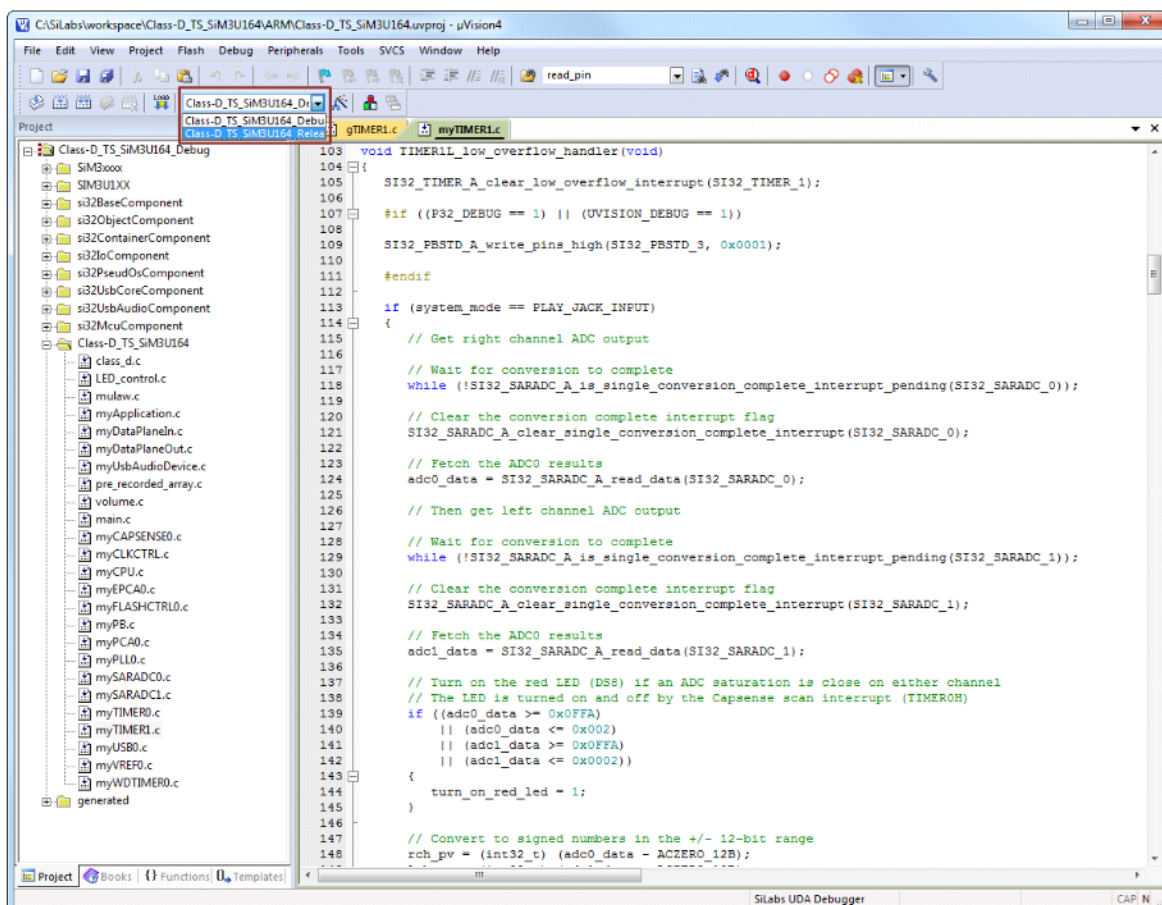 C:\SiLabs\workspace\Class-D_TS_SiM3U164\ARM\Class-D_TS_SiM3U164.uvproj - µVision4
File Edit View Project Flash Debug Peripherals Tools SVCS Window Help
read_pin
LOAD
Class-D_TS_SiM3U164_De
Class-D_TS_SiM3U164_Debu
Class-D_TS_SiM3U164_Relea
Project
gTIMER1.c
myTIMER1.c
Class-D_TS_SiM3U164_Debug
SiM3xxxx
SIM3U1XX
si32BaseComponent
si32ObjectComponent
si32ContainerComponent
si32IoComponent
si32PseudOsComponent
si32UsbCoreComponent
si32UsbAudioComponent
si32McuComponent
Class-D_TS_SiM3U164
class_d.c
LED_control.c
mulaw.c
myApplication.c
myDataPlaneIn.c
myDataPlaneOut.c
myUsbAudioDevice.c
pre_recorded_array.c
volume.c
main.c
myCAPSENSE0.c
myCLKCTRL.c
myCPU.c
myEPCA0.c
myFLASHCTRL0.c
myPB.c
myPCA0.c
myPLL0.c
mySARADC0.c
mySARADC1.c
myTIMER0.c
myTIMER1.c
myUSB0.c
myVREF0.c
myWDTIMER0.c
generated
103 void TIMER1L_low_overflow_handler(void)
104 {
105 SI32_TIMER_A_clear_low_overflow_interrupt(SI32_TIMER_1);
106
107 #if ((P32_DEBUG == 1) || (UVISION_DEBUG == 1))
108
109 SI32_PBSTD_A_write_pins_high(SI32_PBSTD_3, 0x0001);
110
111 #endif
112
113 if (system_mode == PLAY_JACK_INPUT)
114 {
115 // Get right channel ADC output
116
117 // Wait for conversion to complete
118 while (!SI32_SARADC_A_is_single_conversion_complete_interrupt_pending(SI32_SARADC_0));
119
120 // Clear the conversion complete interrupt flag
121 SI32_SARADC_A_clear_single_conversion_complete_interrupt(SI32_SARADC_0);
122
123 // Fetch the ADC0 results
124 adc0_data = SI32_SARADC_A_read_data(SI32_SARADC_0);
125
126 // Then get left channel ADC output
127
128 // Wait for conversion to complete
129 while (!SI32_SARADC_A_is_single_conversion_complete_interrupt_pending(SI32_SARADC_1));
130
131 // Clear the conversion complete interrupt flag
132 SI32_SARADC_A_clear_single_conversion_complete_interrupt(SI32_SARADC_1);
133
134 // Fetch the ADC0 results
135 adc1_data = SI32_SARADC_A_read_data(SI32_SARADC_1);
136
137 // Turn on the red LED (DS8) if an ADC saturation is close on either channel
138 // The LED is turned on and off by the Capsense scan interrupt (TIMER0H)
139 if ((adc0_data >= 0x0FFA)
140 || (adc0_data <= 0x002)
141 || (adc1_data >= 0x0FFA)
142 || (adc1_data <= 0x0002))
143 {
144 turn_on_red_led = 1;
145 }
146
147 // Convert to signed numbers in the +/- 12-bit range
148 rch_pv = (int32_t) (adc0_data - ACZERO_12B);
Project Books {} Functions Templates
SiLabs UDA Debugger
CAP N